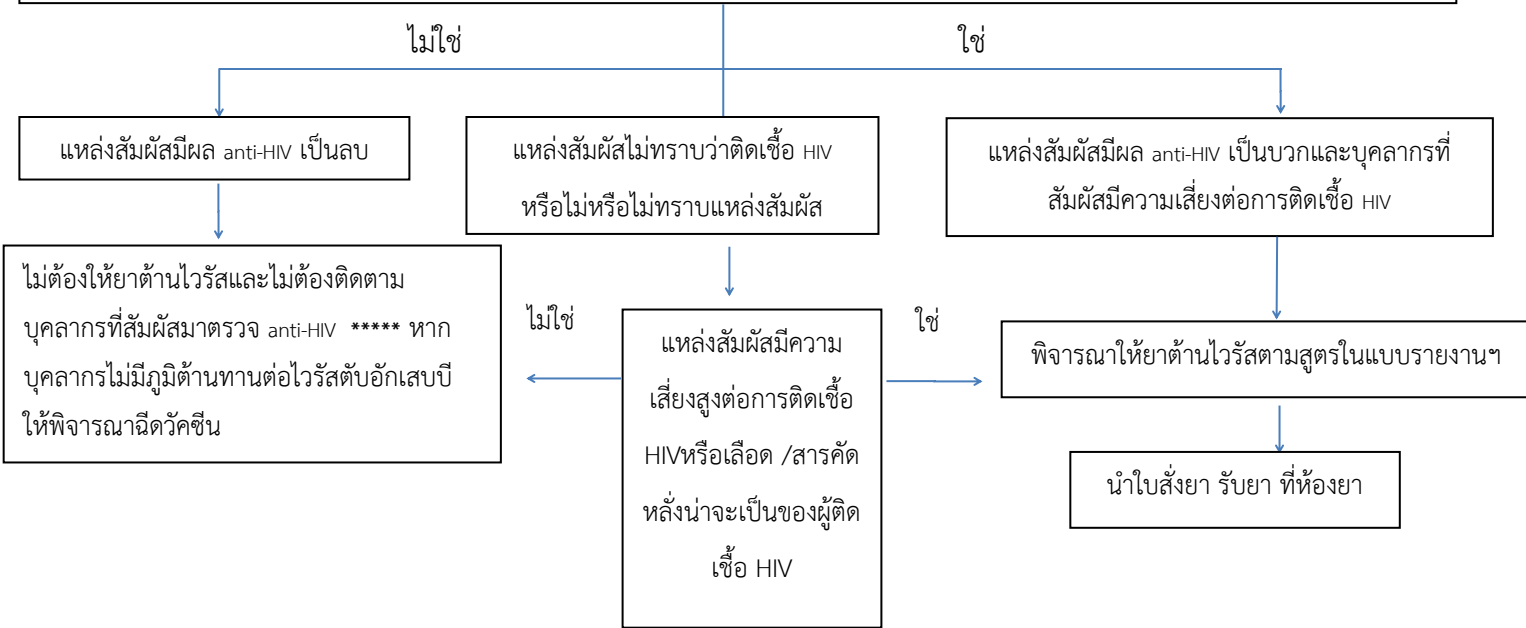 ไม่ใช่
ใช่
แหล่งสัมผัสมีผล anti-HIV เป็นลบ
แหล่งสัมผัสไม่ทราบว่าติดเชื้อ HIV
หรือไม่หรือไม่ทราบแหล่งสัมผัส
แหล่งสัมผัสมีผล anti-HIV เป็นบวกและบุคลากรที่
สัมผัสมีความเสี่ยงต่อการติดเชื้อ HIV
ไม่ต้องให้ยาต้านไวรัสและไม่ต้องติดตาม
บุคลากรที่สัมผัสมาตรวจ anti-HIV ***** หาก
บุคลากรไม่มีภูมิต้านทานต่อไวรัสตับอักเสบบี
ให้พิจารณาฉีดวัคซีน
ไม่ใช่
แหล่งสัมผัสมีความ
เสี่ยงสูงต่อการติดเชื้อ
HIVหรือเลือด /สารคัด
หลั่งน่าจะเป็นของผู้ติด
เชื้อ HIV
ใช่
พิจารณาให้ยาต้านไวรัสตามสูตรในแบบรายงานฯ
นำใบสั่งยา รับยา ที่ห้องยา